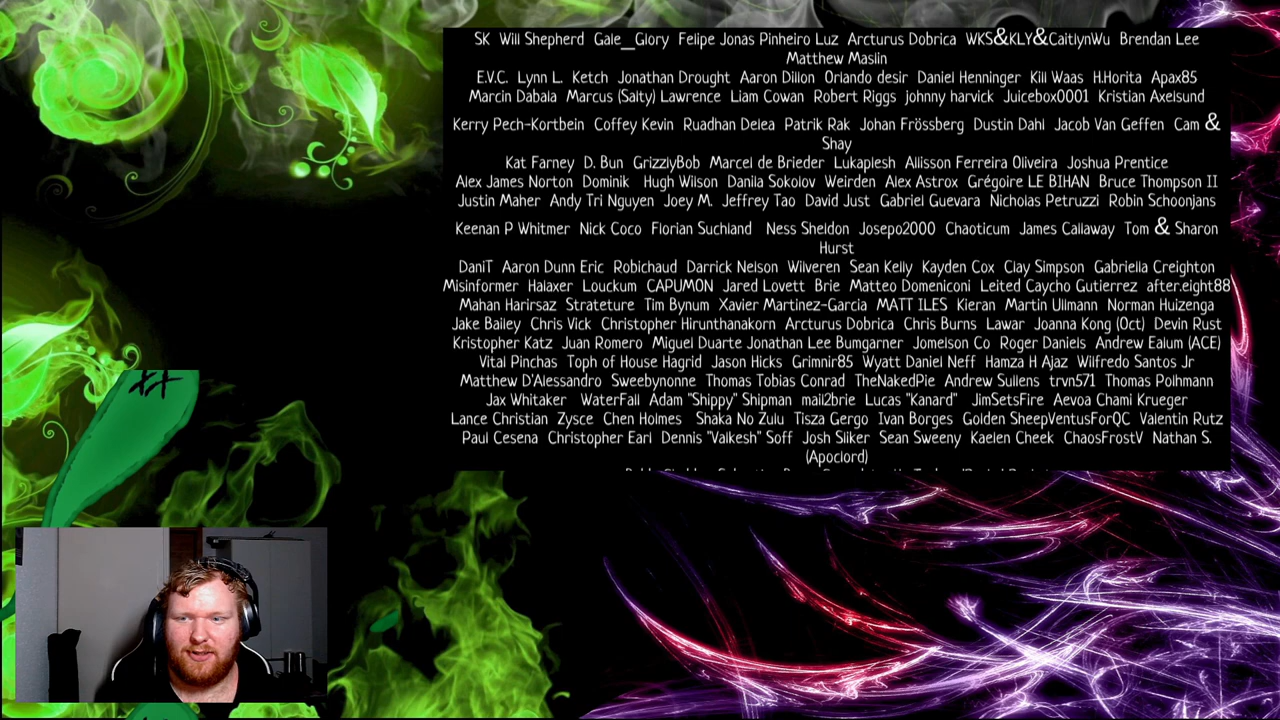 SK Will Shepherd Gale_Glory Felipe Jonas Pinheiro Luz Arcturus Dobrica WKS&KLY&CaitlynWu Brendan Lee
Matthew Maslin
E.V.C. Lynn L. Ketch Jonathan Drought Aaron Dillon Orlando desir Daniel Henninger Kill Waas H.Horita Apax85
Marcin Dabala Marcus (Salty) Lawrence Liam Cowan Robert Riggs johnny harvick Juicebox0001 Kristian Axelsund
Kerry Pech-Kortbein Coffey Kevin Ruadhan Delea Patrik Rak Johan Frössberg Dustin Dahl Jacob Van Geffen Cam &
Shay
Kat Farney D. Bun GrizzlyBob Marcel de Brieder Lukaplesh Allisson Ferreira Oliveira Joshua Prentice
Alex James Norton Dominik Hugh Wilson Danila Sokolov Weirden Alex Astrox Grégoire LE BIHAN Bruce Thompson II
Justin Maher Andy Tri Nguyen Joey M. Jeffrey Tao David Just Gabriel Guevara Nicholas Petruzzi Robin Schoonjans
Keenan P Whitmer Nick Coco Florian Suchland Ness Sheldon Josepo2000 Chaoticum James Callaway Tom & Sharon
Hurst
DaniT Aaron Dunn Eric Robichaud Darrick Nelson Wilveren Sean Kelly Kayden Cox Clay Simpson Gabriella Creighton
Misinformer Halaxer Louckum CAPUMON Jared Lovett Brie Matteo Domeniconi Leited Caycho Gutierrez after.eight88
Mahan Harirsaz Strateture Tim Bynum Xavier Martinez-Garcia MATT ILES Kieran Martin Ullmann Norman Huizenga
Jake Bailey Chris Vick Christopher Hirunthanakorn Arcturus Dobrica Chris Burns Lawar Joanna Kong (Oct) Devin Rust
Kristopher Katz Juan Romero Miguel Duarte Jonathan Lee Bumgarner Jomelson Co Roger Daniels Andrew Ealum (ACE)
Vital Pinchas Toph of House Hagrid Jason Hicks Grimnir85 Wyatt Daniel Neff Hamza H Ajaz Wilfredo Santos Jr
Matthew D'Alessandro Sweebynonne Thomas Tobias Conrad TheNakedPie Andrew Sullens trvn571 Thomas Polhmann
Jax Whitaker WaterFall Adam "Shippy" Shipman mail2brie Lucas "Kanard" JimSetsFire Aevoa Chami Krueger
Lance Christian Zysce Chen Holmes Shaka No Zulu Tisza Gergo Ivan Borges Golden SheepVentusForQC Valentin Rutz
Paul Cesena Christopher Earl Dennis "Valkesh" Soff Josh Silker Sean Sweeny Kaelen Cheek ChaosFrostV Nathan S.
(Apoclord)